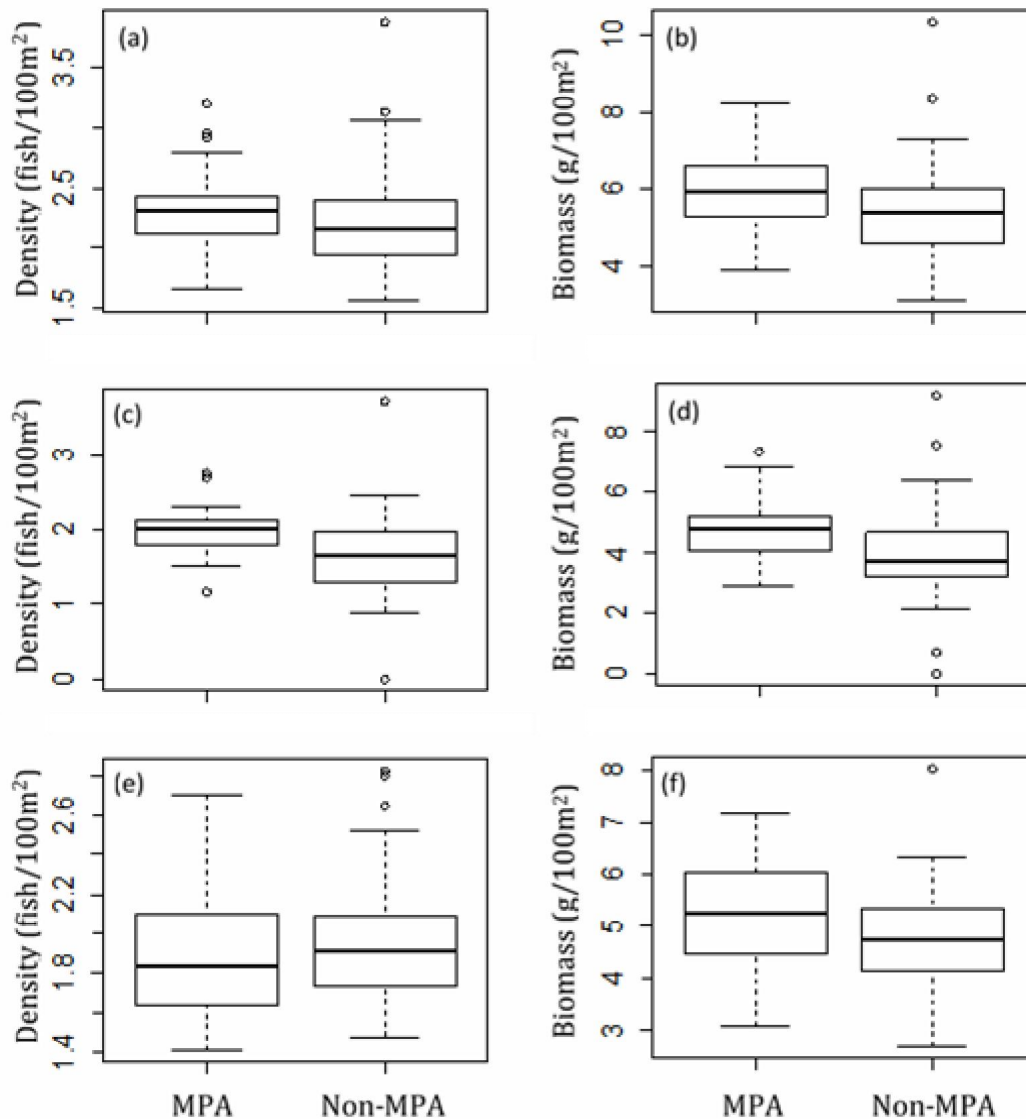 (a)
Density (fish/100m²)
3.5
2.5
1.5
(b)
Biomass (g/100m²)
10
8
6
4
(c)
Density (fish/100m²)
3
2
1
0
(d)
Biomass (g/100m²)
8
6
4
2
0
(e)
Density (fish/100m²)
2.6
2.2
1.8
1.4
(f)
Biomass (g/100m²)
8
7
6
5
4
3
MPA Non-MPA
MPA Non-MPA